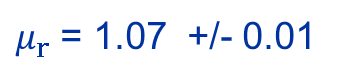 μr = 1.07 +/- 0.01